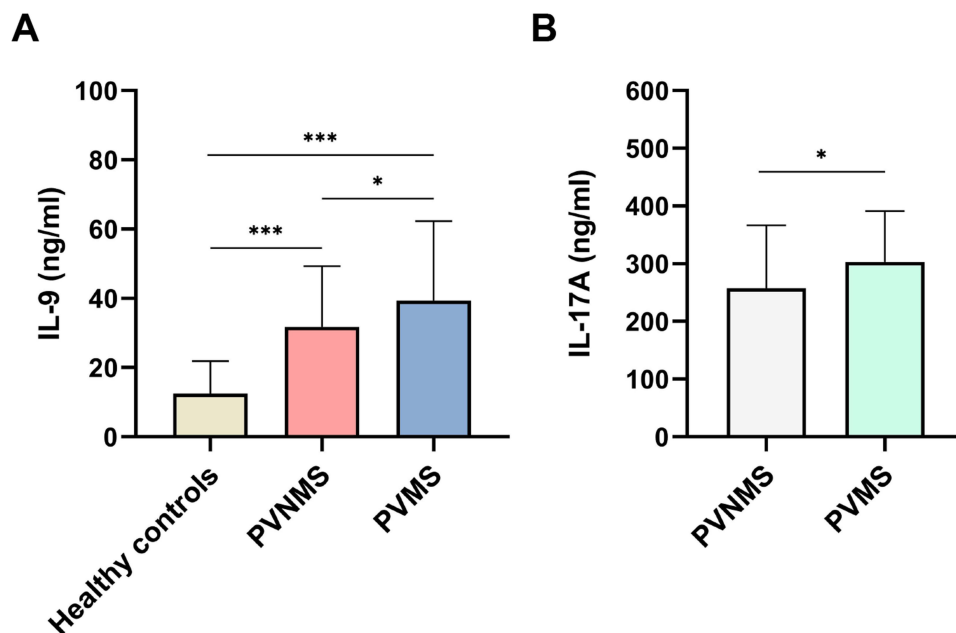 A
IL-9 (ng/ml)
100
80
60
40
20
0
***
*
***
Healthy controls
PVNMS
PVMS
B
IL-17A (ng/ml)
600
500
400
300
200
100
0
*
PVNMS
PVMS